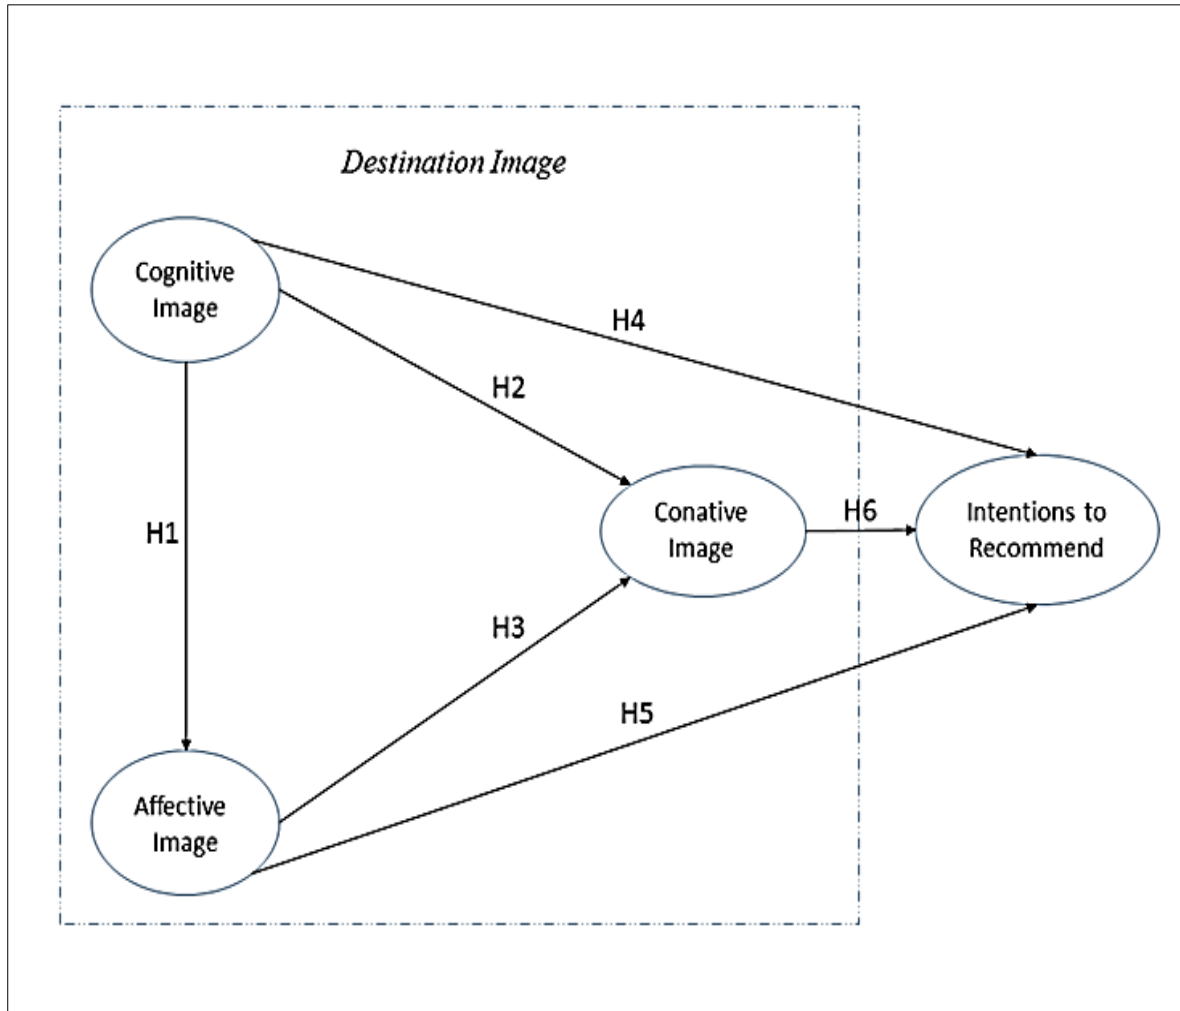 Destination Image
Cognitive
Image
H4
H2
H1
Conative
Image
H6
Intentions to
Recommend
H3
H5
Affective
Image